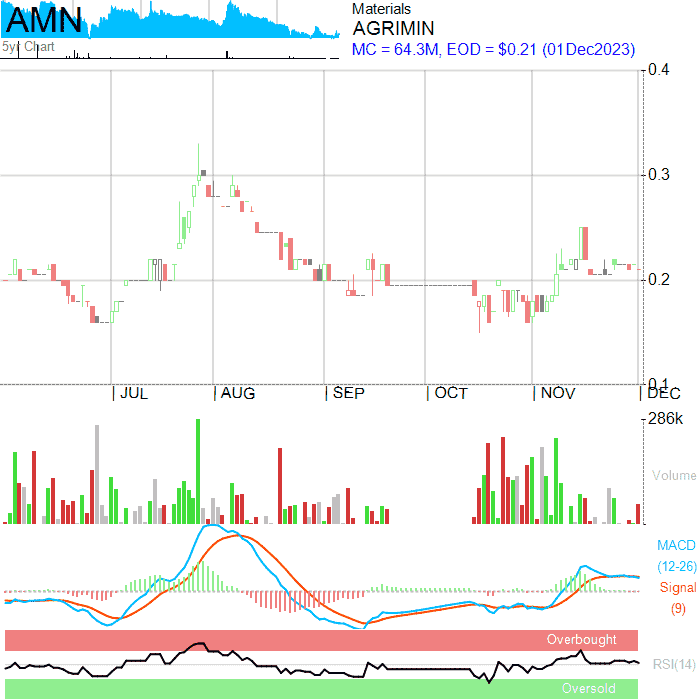 AMN
5yr Chart
Materials
AGRIMIN
MC = 64.3M, EOD = $0.21 (01Dec2023)
0.4
0.3
0.2
0.1
JUL
AUG
SEP
OCT
NOV
DEC
286k
Volume
MACD
(12-26)
Signal
(9)
Overbought
RSI(14)
Oversold